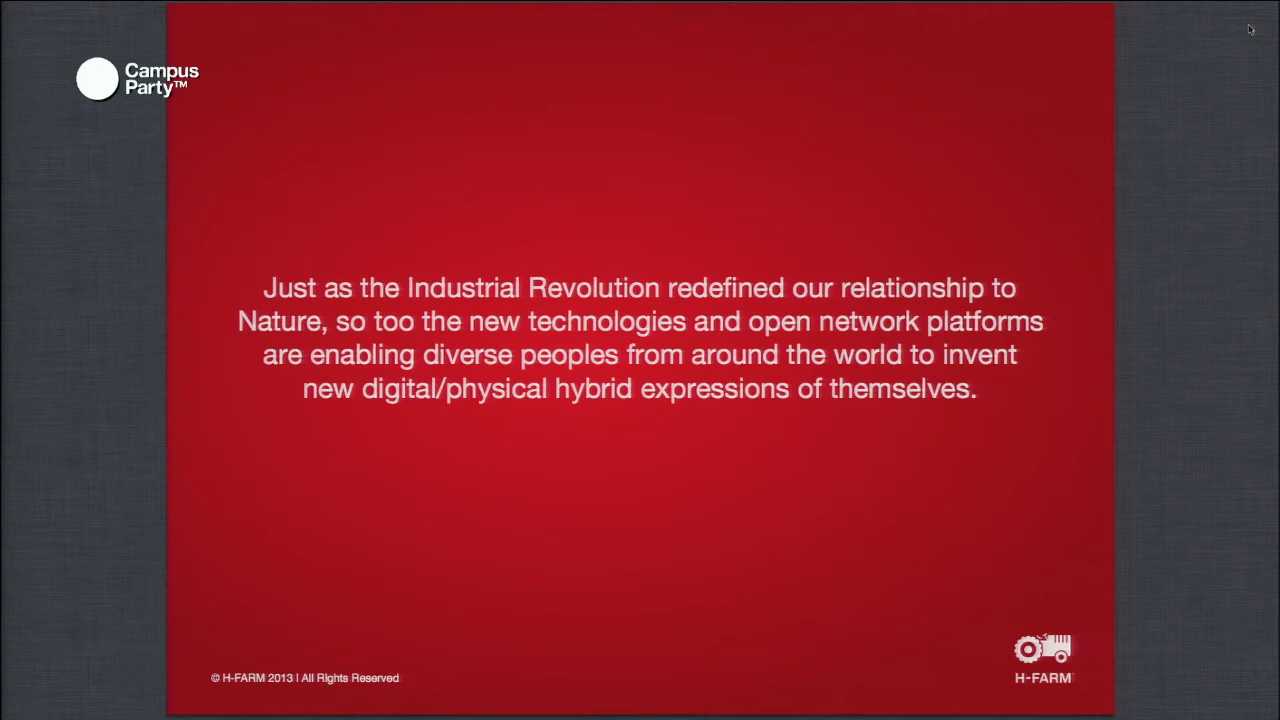 Campus
Party™
Just as the Industrial Revolution redefined our relationship to
Nature, so too the new technologies and open network platforms
are enabling diverse peoples from around the world to invent
new digital/physical hybrid expressions of themselves.
© H-FARM 2013 | All Rights Reserved
H-FARM